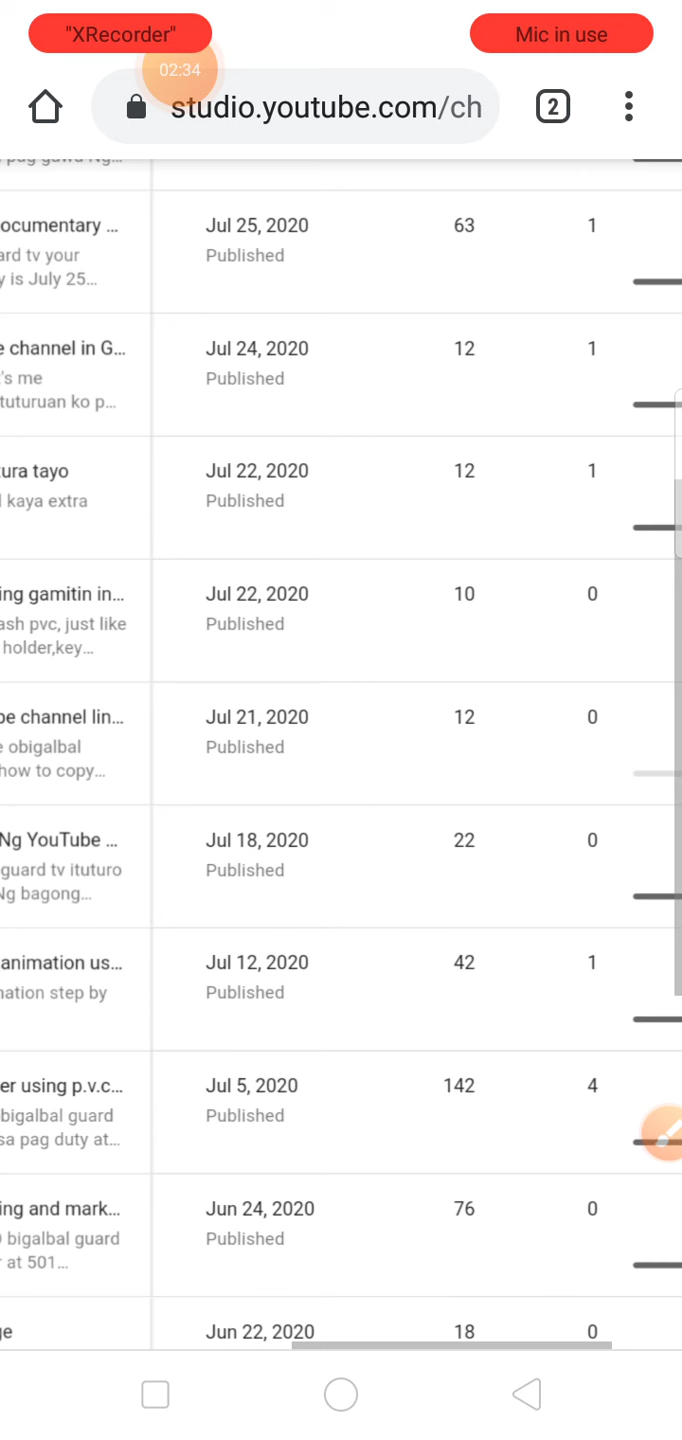 "XRecorder"
Mic in use
02:34
studio.youtube.com/ch
2
ocumentary ...
Jul 25, 2020
63
1
ard tv your
Published
y is July 25...
e channel in G...
Jul 24, 2020
12
1
's me
Published
tuturuan ko p...
tura tayo
Jul 22, 2020
12
1
l kaya extra
Published
ing gamitin in...
Jul 22, 2020
10
0
ash pvc, just like
Published
holder,key...
be channel lin...
Jul 21, 2020
12
0
e obigalbal
Published
how to copy...
Ng YouTube ...
Jul 18, 2020
22
0
guard tv ituturo
Published
Ng bagong...
animation us...
Jul 12, 2020
42
1
nation step by
Published
er using p.v.c...
Jul 5, 2020
142
4
bigalbal guard
Published
sa pag duty at...
ing and mark...
Jun 24, 2020
76
0
bigalbal guard
Published
r at 501...
ge
Jun 22, 2020
18
0